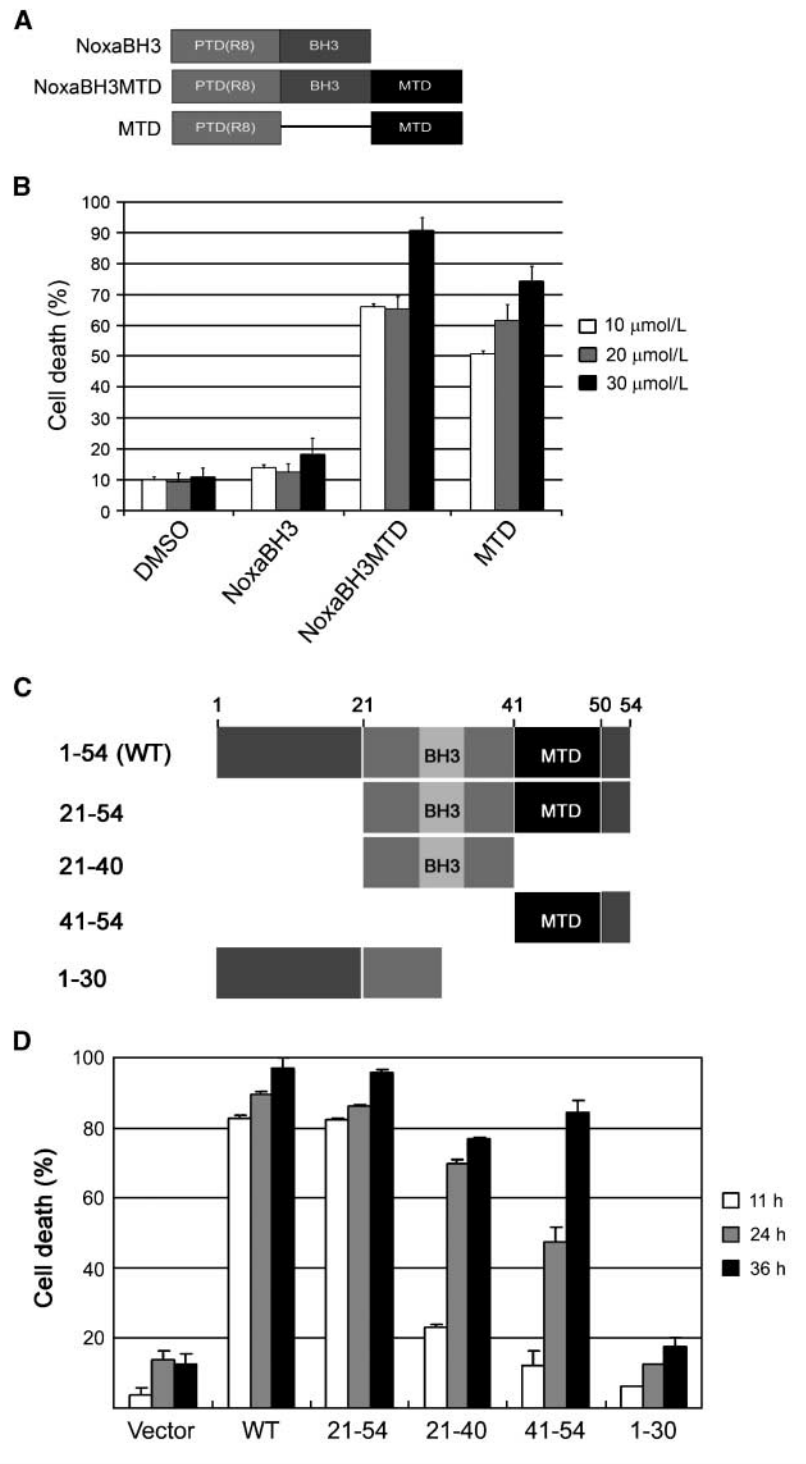 A
NoxaBH3 PTD(R8) BH3
NoxaBH3MTD PTD(R8) BH3 MTD
MTD PTD(R8) MTD
B
Cell death (%)
100
90
80
70
60
50
40
30
20
10
0
10 μmol/L
20 μmol/L
30 μmol/L
DMSO NoxaBH3 NoxaBH3MTD MTD
C
1 21 41 50 54
1-54 (WT) BH3 MTD
21-54 BH3 MTD
21-40 BH3
41-54 MTD
1-30
D
Cell death (%)
100
80
60
40
20
11 h
24 h
36 h
Vector WT 21-54 21-40 41-54 1-30